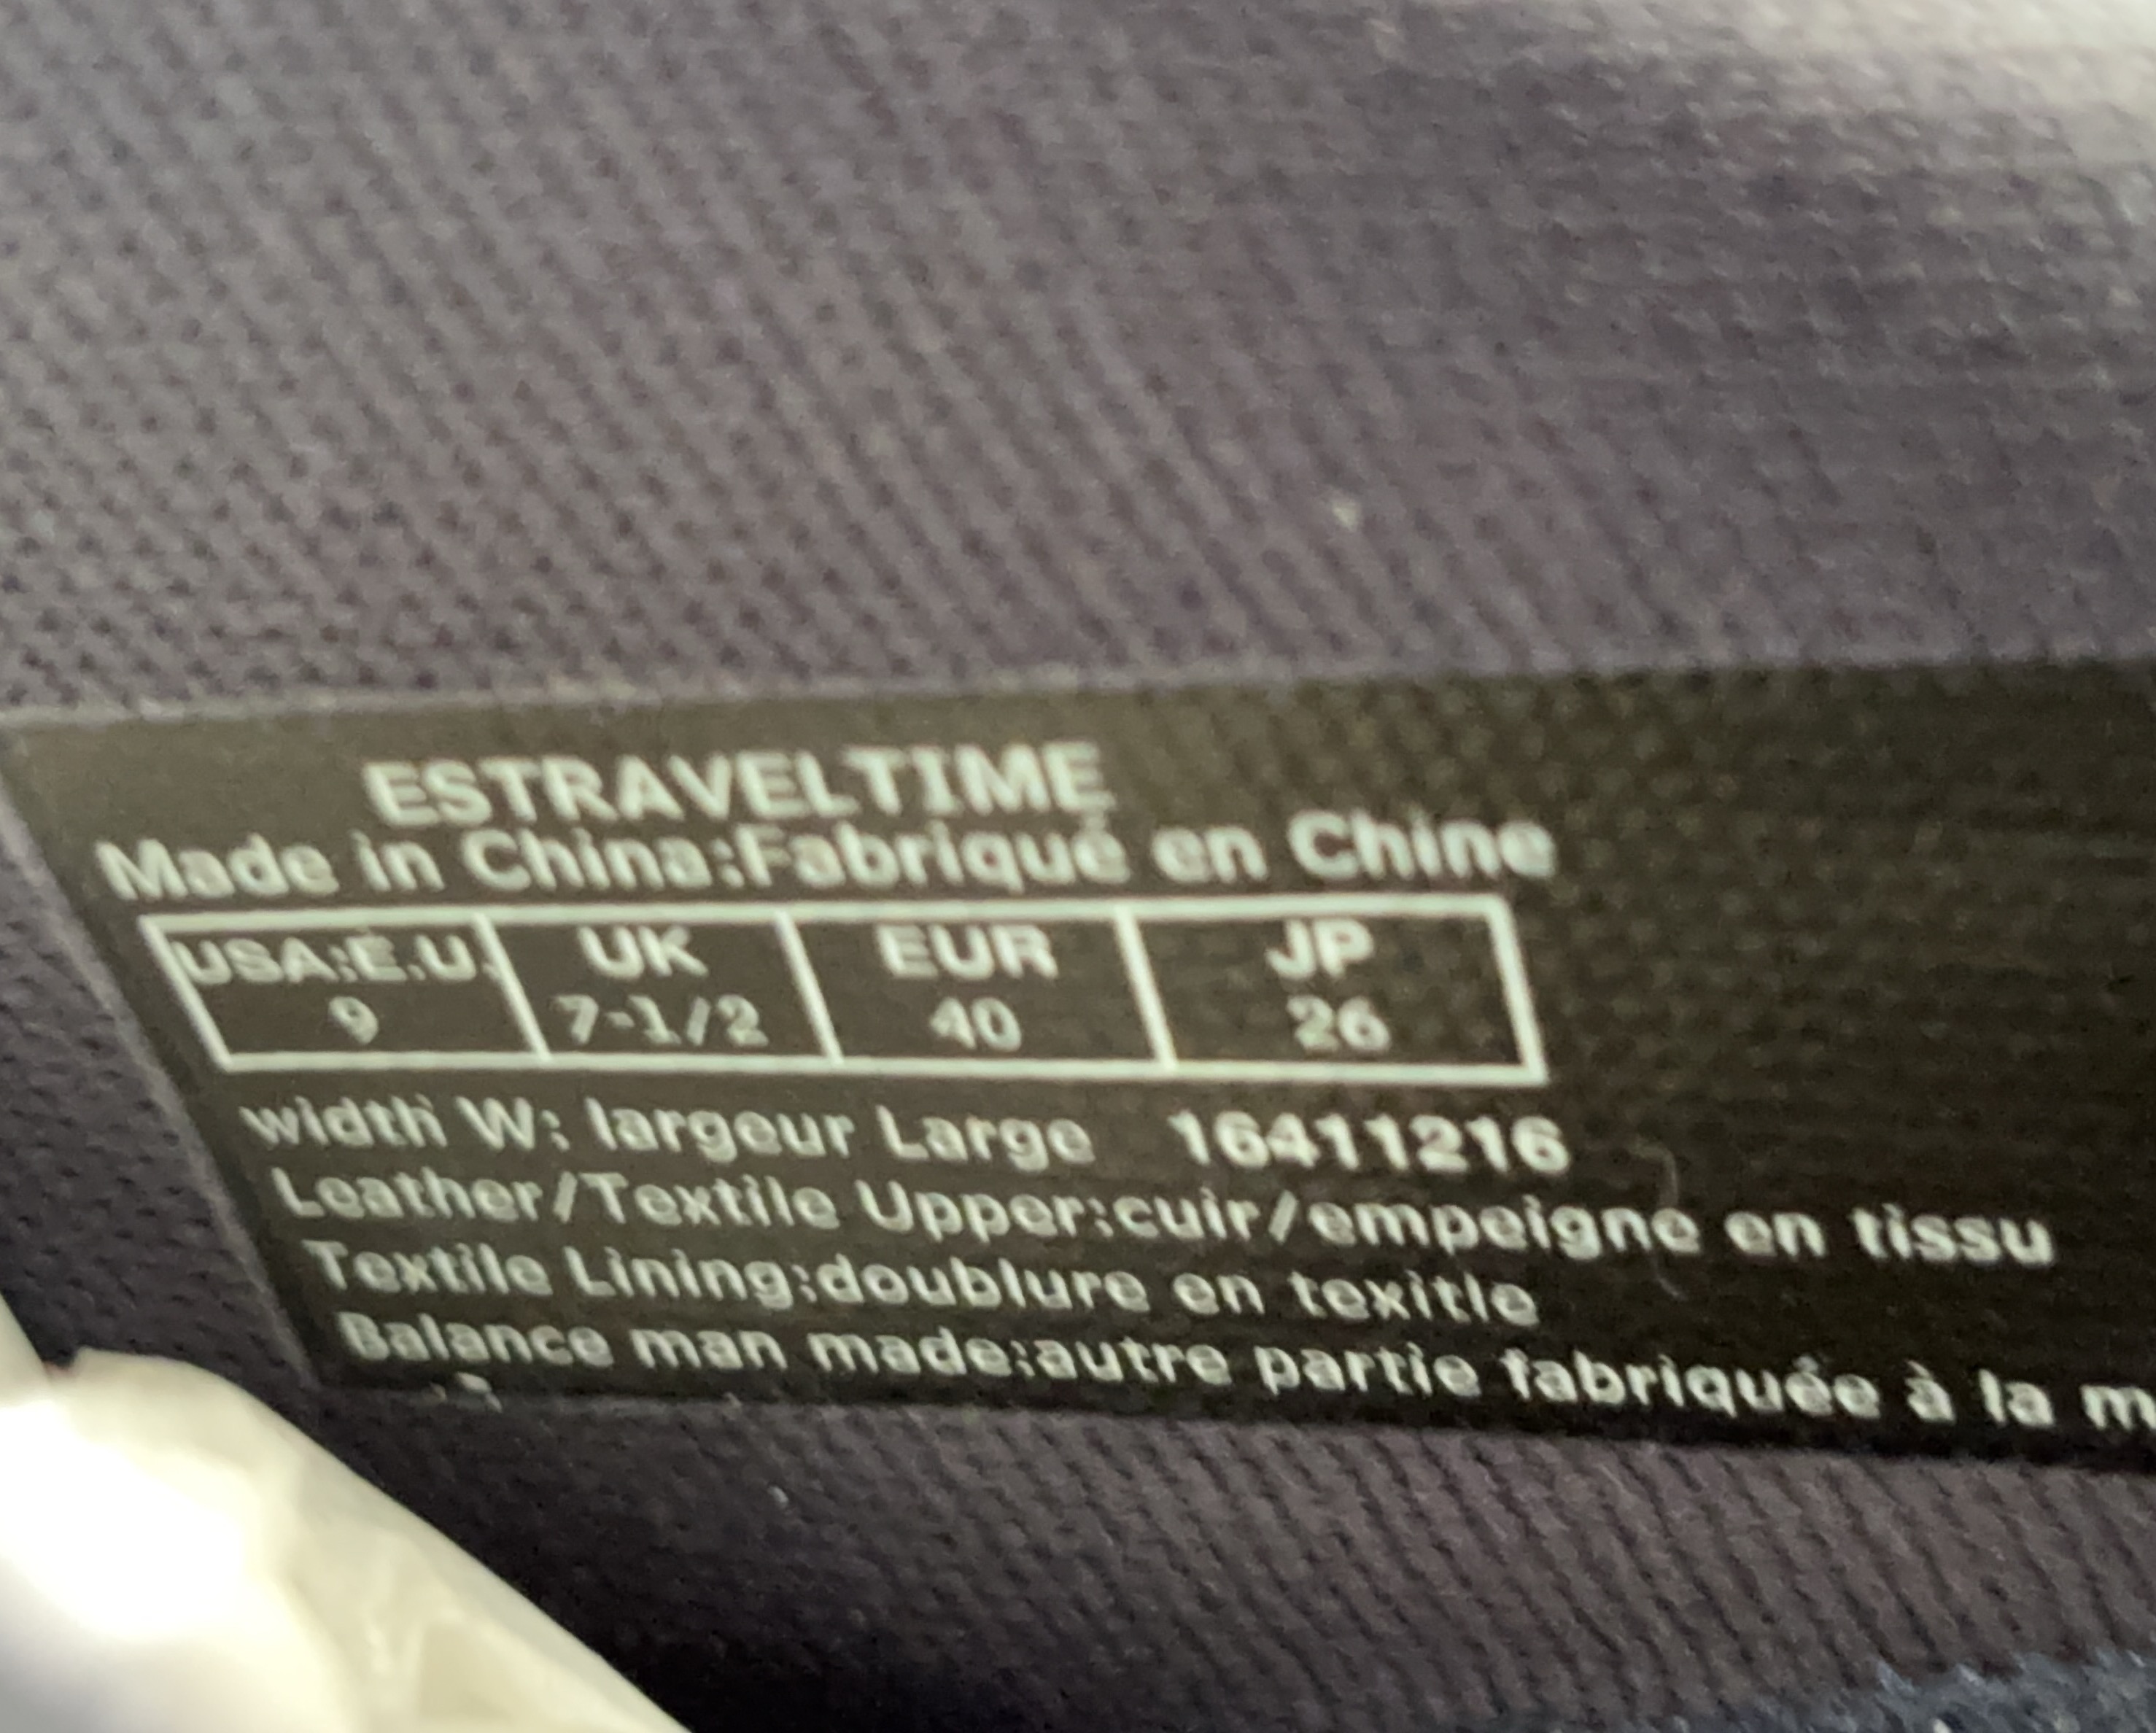 ESTRAVELTIME
Made in China:Fabriqué en Chine
USA:E.U. UK EUR JP
9 7-1/2 40 26
width W: largeur Large 16411216
Leather/Textile Upper:cuir/empeigne en tissu
Textile Lining:doublure en texitle
Balance man made:autre partie fabriquée à la m